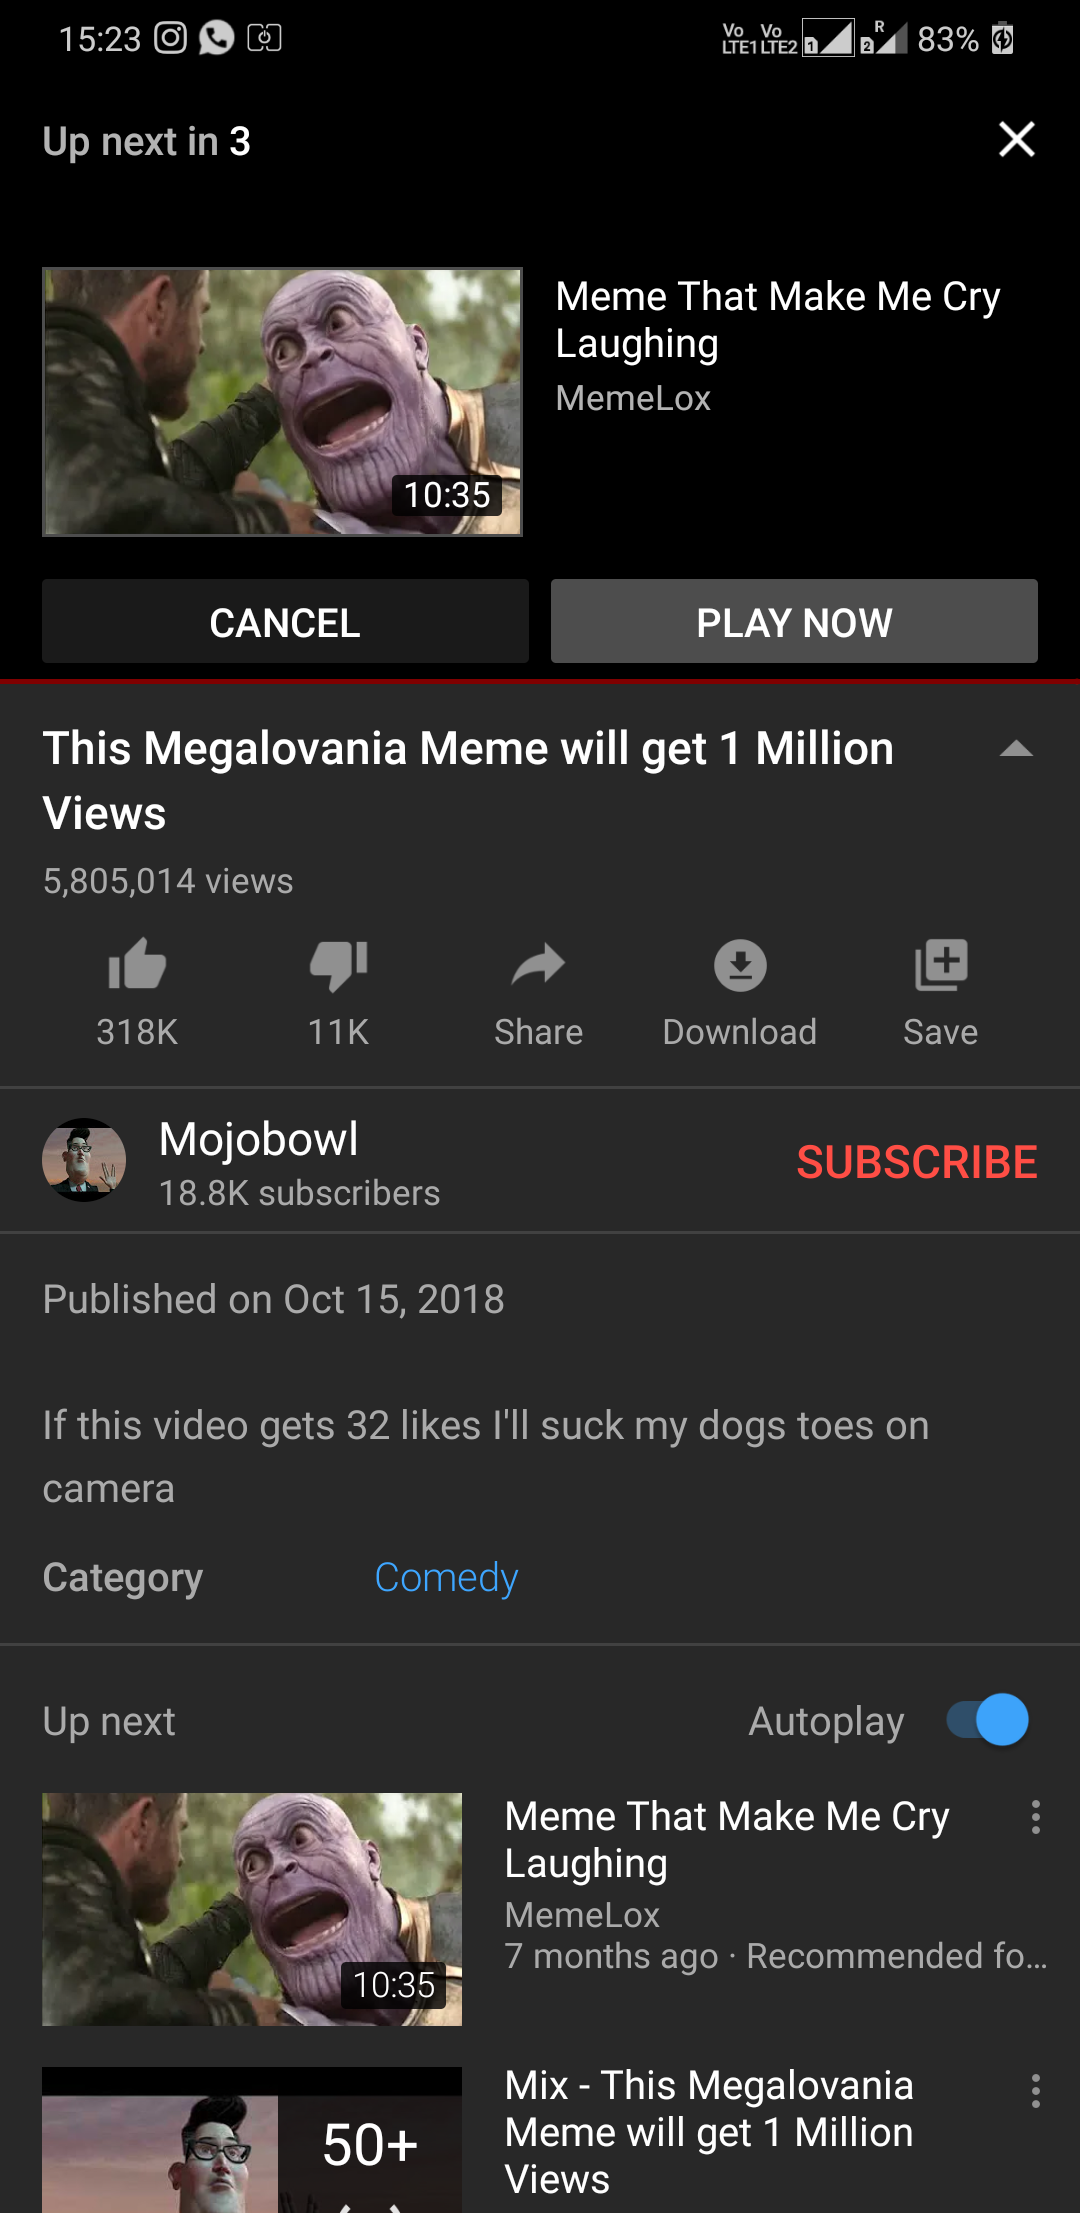 15:23
Vo LTE1 Vo LTE2 1 R 2 83%
Up next in 3
Meme That Make Me Cry
Laughing
MemeLox
10:35
CANCEL
PLAY NOW
This Megalovania Meme will get 1 Million
Views
5,805,014 views
318K
11K
Share
Download
Save
Mojobowl
18.8K subscribers
SUBSCRIBE
Published on Oct 15, 2018
If this video gets 32 likes I'll suck my dogs toes on
camera
Category
Comedy
Up next
Autoplay
Meme That Make Me Cry
Laughing
MemeLox
7 months ago · Recommended fo...
10:35
Mix - This Megalovania
Meme will get 1 Million
Views
50+